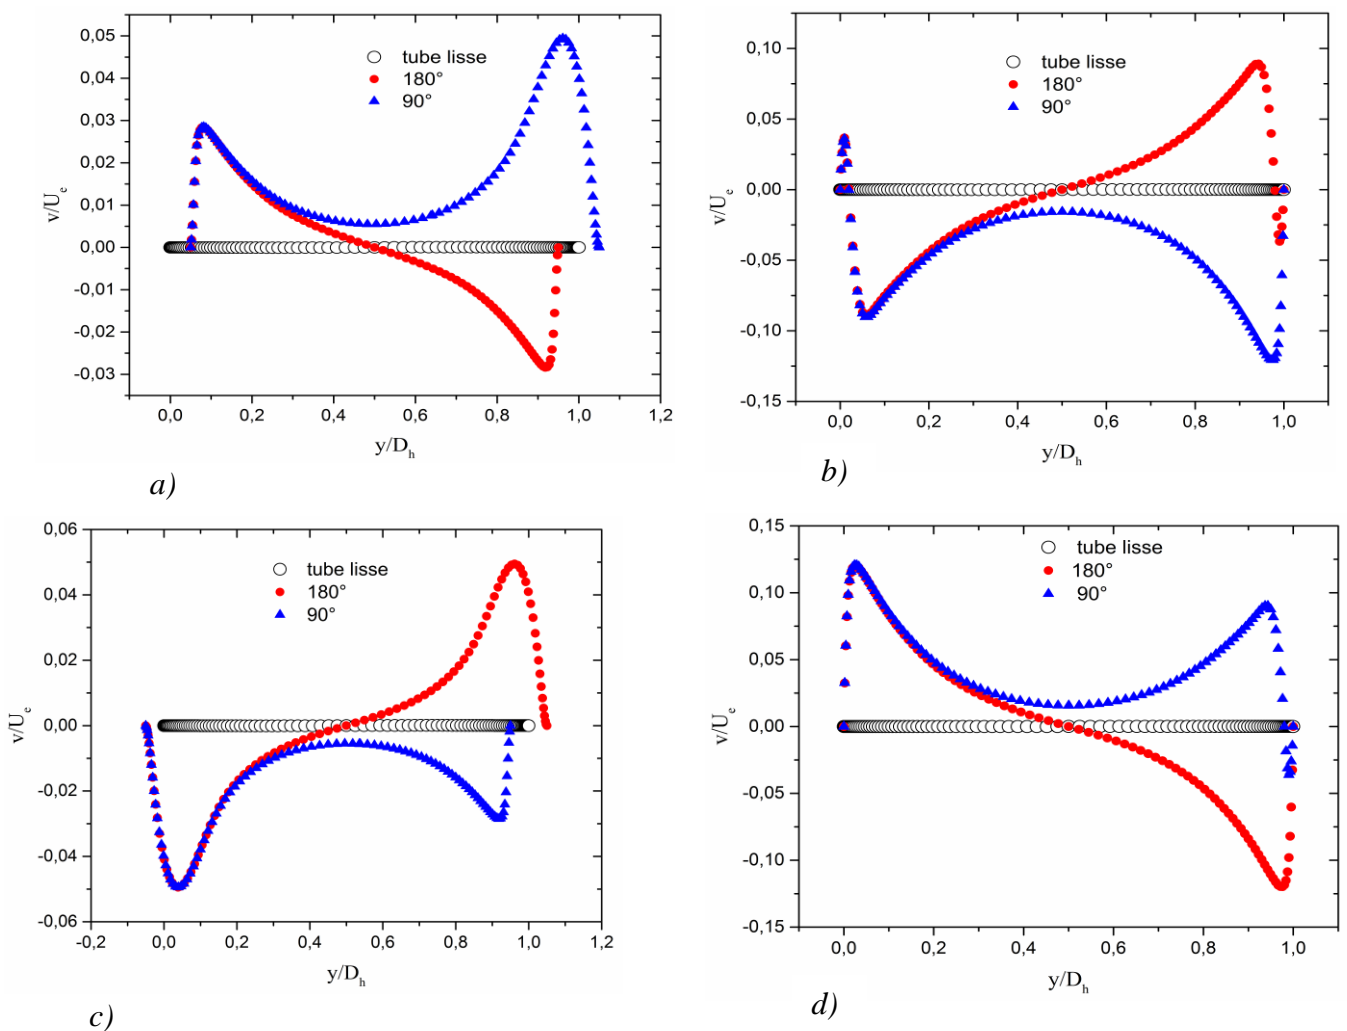 0,05
0,04
0,03
0,02
0,01
0,00
-0,01
-0,02
-0,03
v/U_e
tube lisse
180°
90°
0,0 0,2 0,4 0,6 0,8 1,0 1,2
y/D_h
a)
0,10
0,05
0,00
-0,05
-0,10
-0,15
v/U_e
tube lisse
180°
90°
0,0 0,2 0,4 0,6 0,8 1,0
y/D_h
b)
0,06
0,04
0,02
0,00
-0,02
-0,04
-0,06
v/U_e
tube lisse
180°
90°
-0,2 0,0 0,2 0,4 0,6 0,8 1,0 1,2
y/D_h
c)
0,15
0,10
0,05
0,00
-0,05
-0,10
-0,15
v/U_e
tube lisse
180°
90°
0,0 0,2 0,4 0,6 0,8 1,0
y/D_h
d)